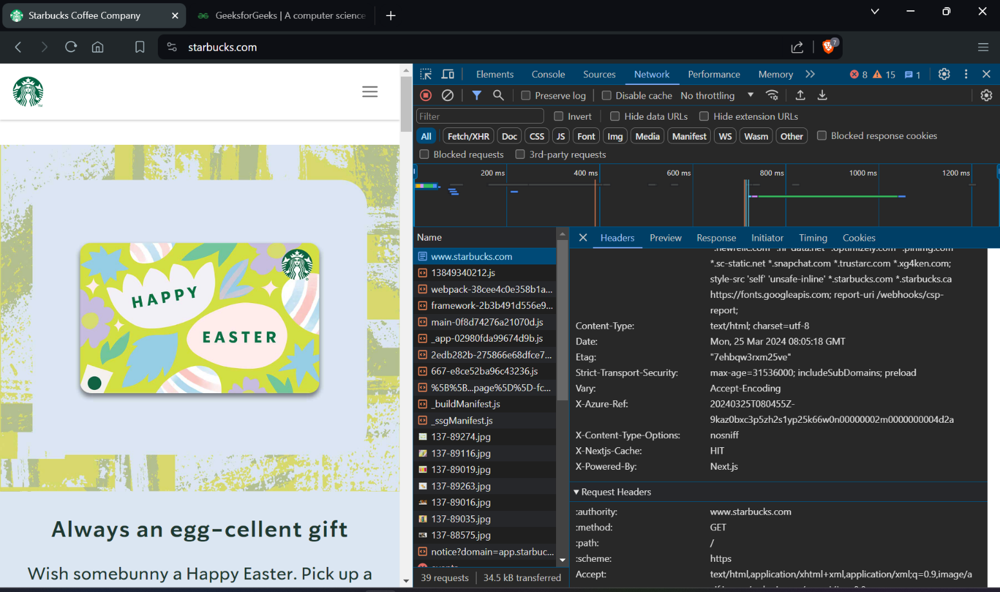 Starbucks Coffee Company
GeeksforGeeks | A computer science
starbucks.com
7
Elements Console Sources Network Performance Memory 8 15 1
Preserve log Disable cache No throttling
Filter Invert Hide data URLs Hide extension URLs
All Fetch/XHR Doc CSS JS Font Img Media Manifest WS Wasm Other Blocked response cookies
Blocked requests 3rd-party requests
200 ms 400 ms 600 ms 800 ms 1000 ms 1200 ms
Name
www.starbucks.com
13849340212.js
webpack-38cee4c0e358b1a...
framework-2b3b491d556e9...
main-0f8d74276a21070d.js
_app-02980fda99674d9b.js
2edb282b-275866e68dfce7...
667-e8ce52ba96c43236.js
%5B%5B...page%5D%5D-fc...
_buildManifest.js
_ssgManifest.js
137-89274.jpg
137-89116.jpg
137-89019.jpg
137-89263.jpg
137-89016.jpg
137-89035.jpg
137-88575.jpg
notice?domain=app.starbuc...
39 requests 34.5 kB transferred
Headers Preview Response Initiator Timing Cookies
*.sc-static.net *.snapchat.com *.trustarc.com *.xg4ken.com;
style-src 'self' 'unsafe-inline' *.starbucks.com *.starbucks.ca
https://fonts.googleapis.com; report-uri /webhooks/csp-
report;
Content-Type: text/html; charset=utf-8
Date: Mon, 25 Mar 2024 08:05:18 GMT
Etag: "7ehbqw3rxm25ve"
Strict-Transport-Security: max-age=31536000; includeSubDomains; preload
Vary: Accept-Encoding
X-Azure-Ref: 20240325T080455Z-
9kaz0bxc3p5zh2s1yp25k66w0n00000002m0000000004d2a
X-Content-Type-Options: nosniff
X-Nextjs-Cache: HIT
X-Powered-By: Next.js
Request Headers
:authority: www.starbucks.com
:method: GET
:path: /
:scheme: https
Accept: text/html,application/xhtml+xml,application/xml;q=0.9,image/a
HAPPY
EASTER
Always an egg-cellent gift
Wish somebunny a Happy Easter. Pick up a